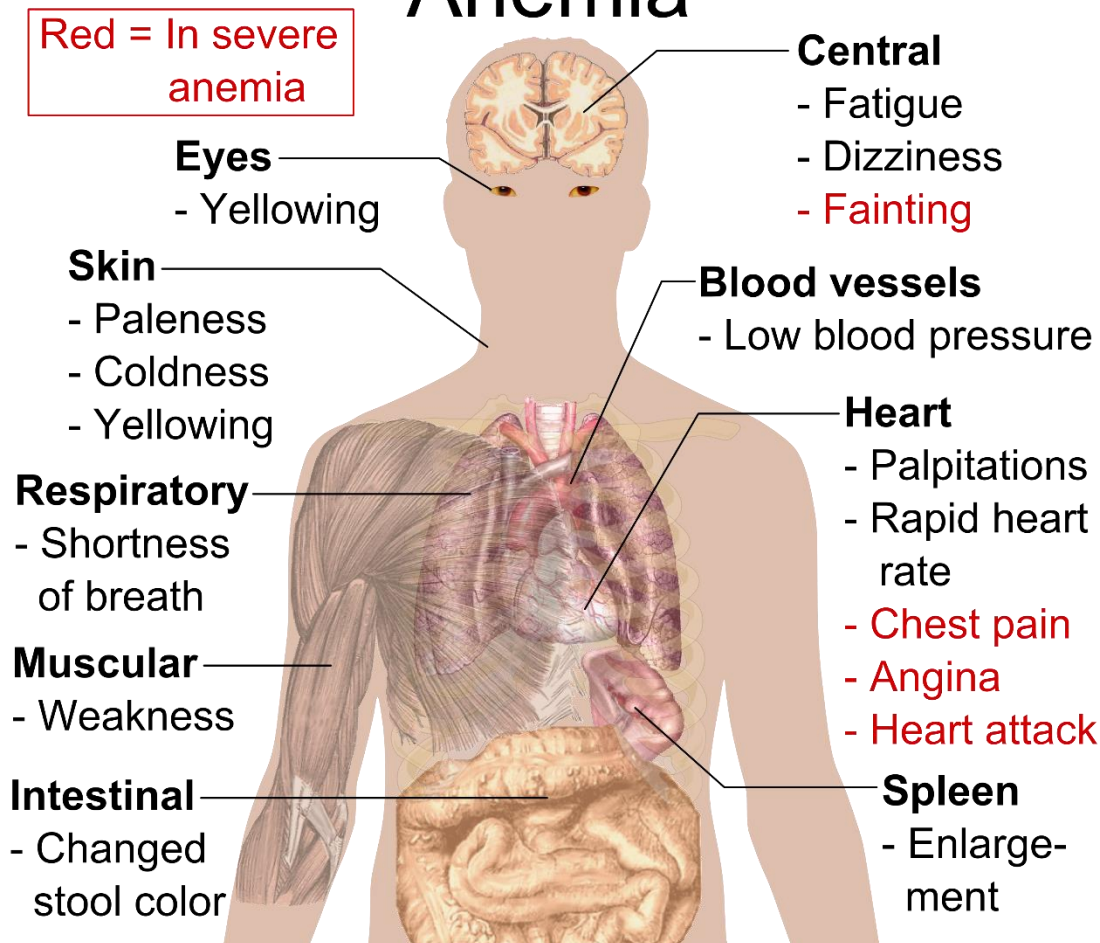 Anemia
Red = In severe
anemia
Eyes
- Yellowing
Skin
- Paleness
- Coldness
- Yellowing
Respiratory
- Shortness
of breath
Muscular
- Weakness
Intestinal
- Changed
stool color
Central
- Fatigue
- Dizziness
- Fainting
Blood vessels
- Low blood pressure
Heart
- Palpitations
- Rapid heart
rate
- Chest pain
- Angina
- Heart attack
Spleen
- Enlarge-
ment